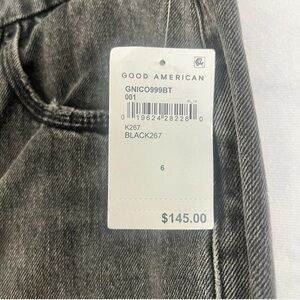 GOOD AMERICAN
GNICO999BT
001
0 19624 28228 0
K267
BLACK267
6
$145.00